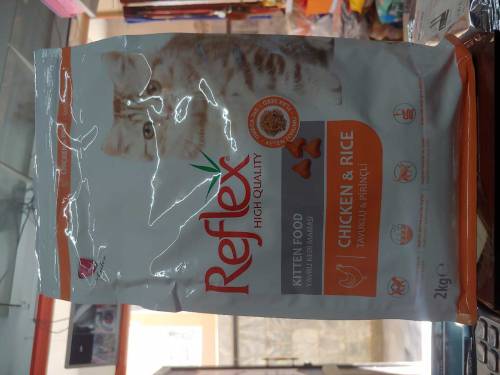 Reflex
HIGH QUALITY
KITTEN FOOD
YAVRU KEDİ MAMASI
CHICKEN & RICE
TAVUKLU & PİRİNÇLİ
2kg℮